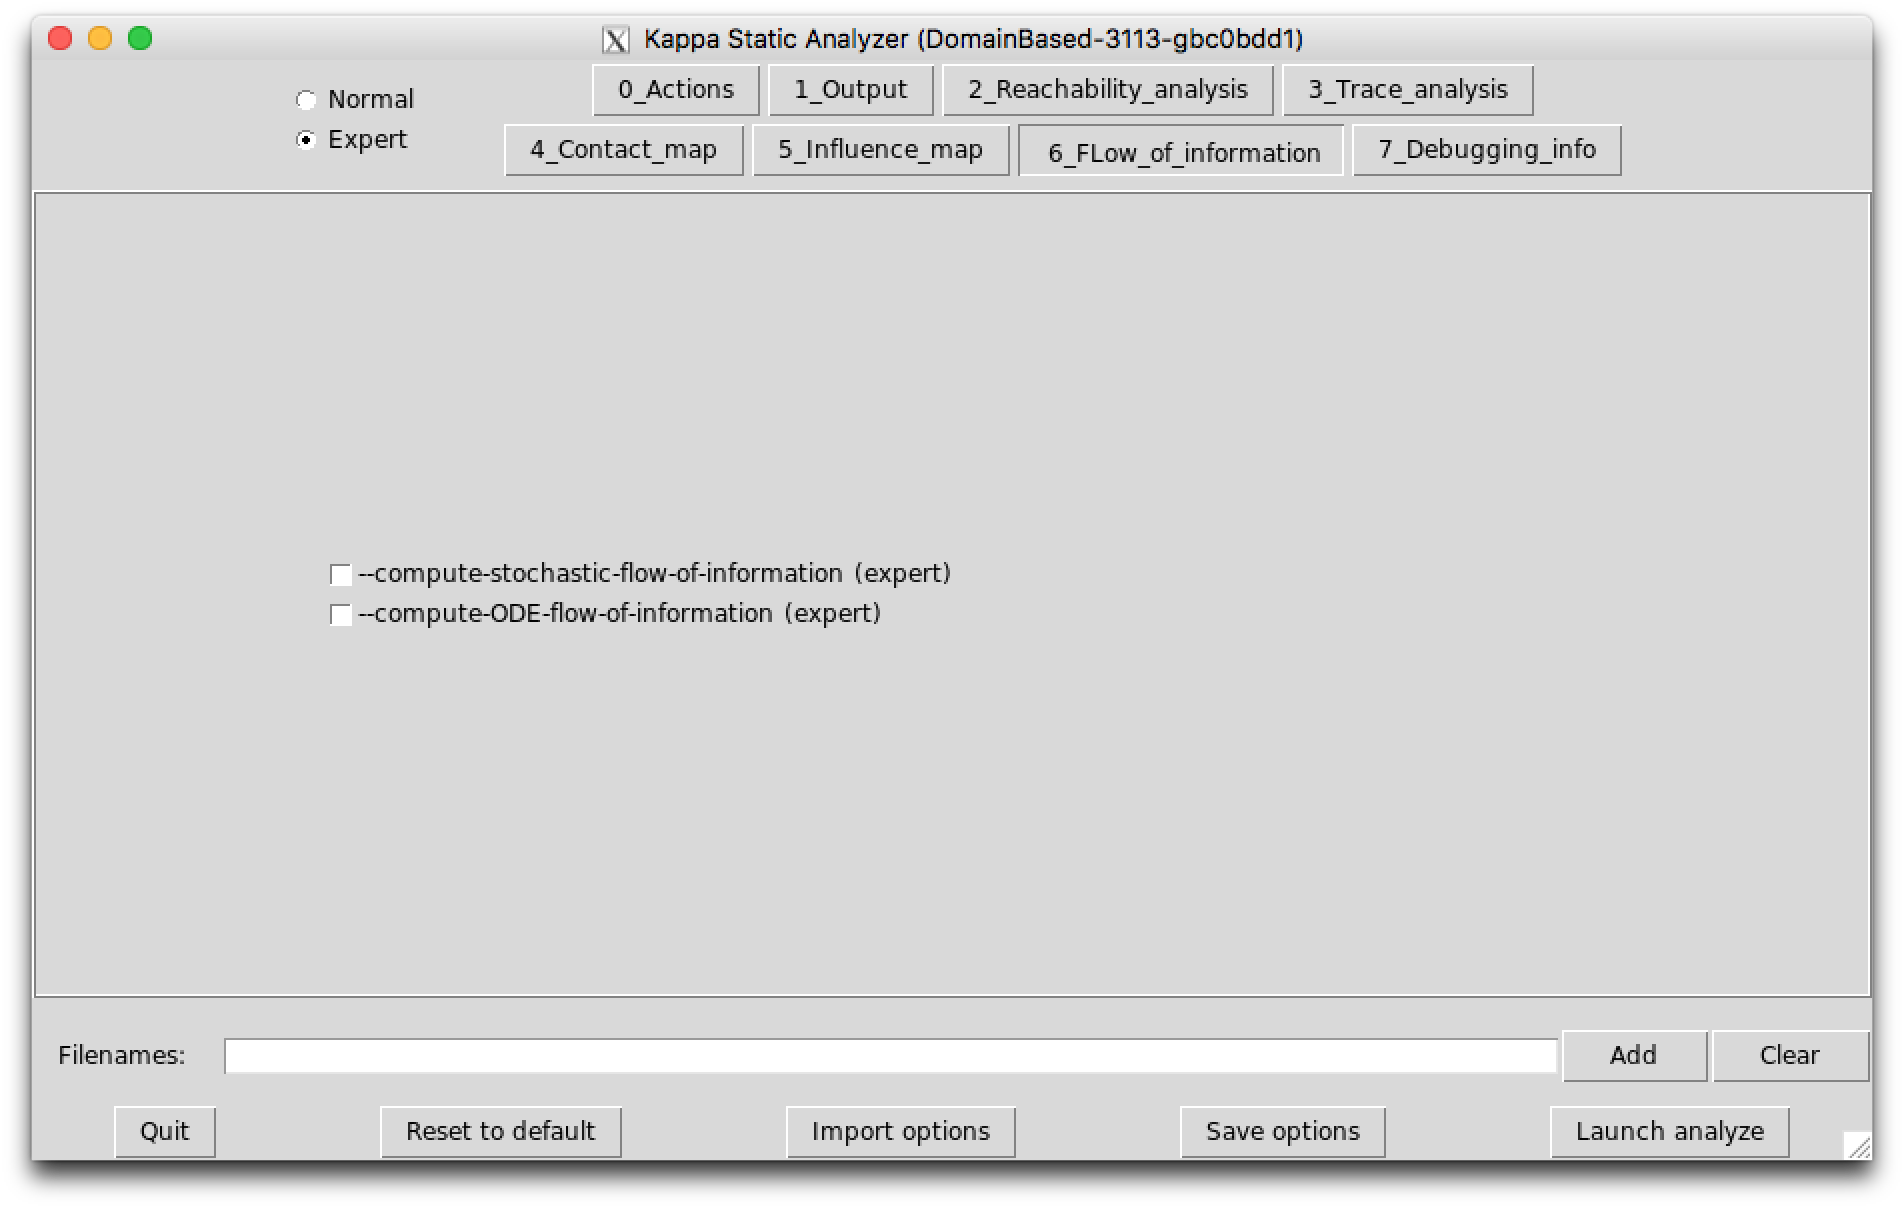 Kappa Static Analyzer (DomainBased-3113-gbc0bdd1)
Normal
Expert
0_Actions 1_Output 2_Reachability_analysis 3_Trace_analysis
4_Contact_map 5_Influence_map 6_FLow_of_information 7_Debugging_info
--compute-stochastic-flow-of-information (expert)
--compute-ODE-flow-of-information (expert)
Filenames: Add Clear
Quit Reset to default Import options Save options Launch analyze